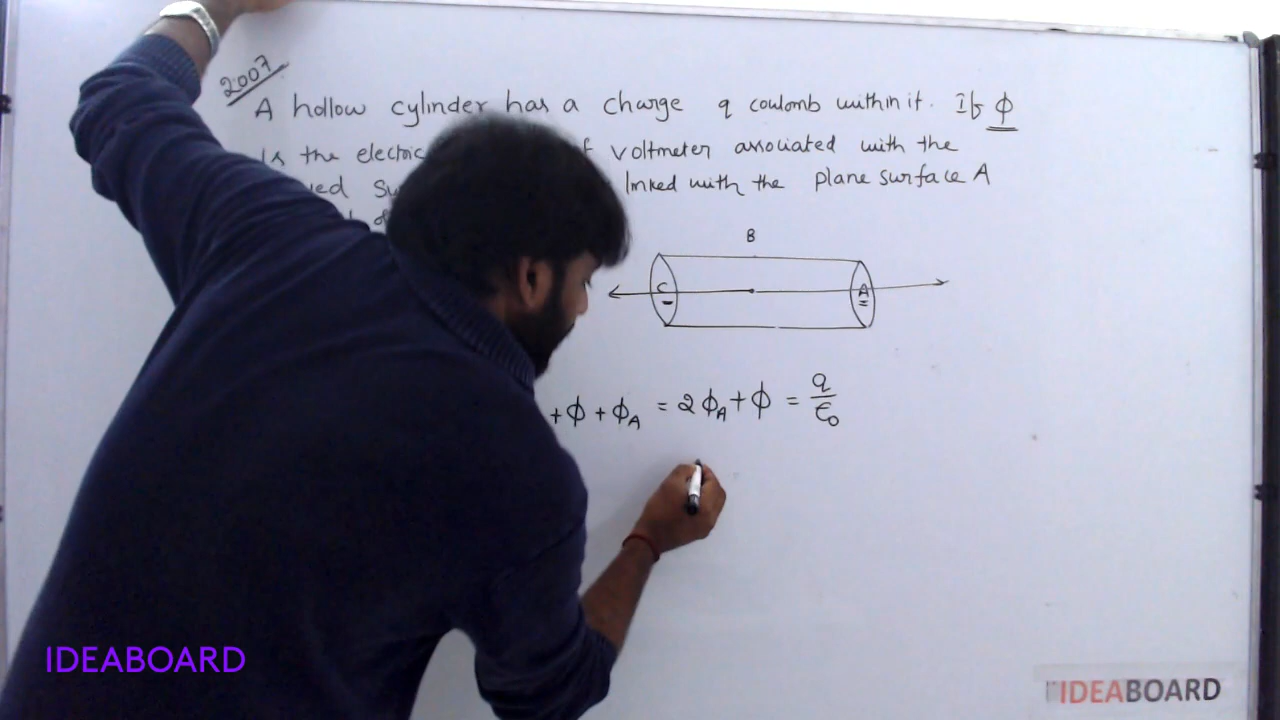 2007
A hollow cylinder has a charge q coulomb within it. If ϕ
Is the electric voltmeter associated with the
linked with the plane surface A
B
C A
+ϕ + ϕA = 2ϕA + ϕ = q/ε0
IDEABOARD
IDEABOARD